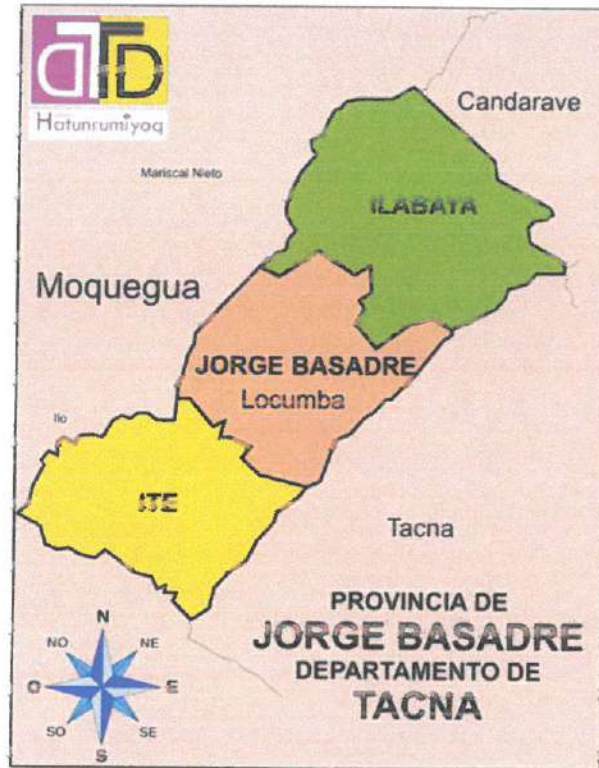 aTD
Hatunrumiyoq
Candarave
Mariscal Nieto
ILABAYA
Moquegua
JORGE BASADRE
Locumba
Ilo
ITE
Tacna
PROVINCIA DE
JORGE BASADRE
DEPARTAMENTO DE
TACNA
N
NO NE
O E
SO SE
S